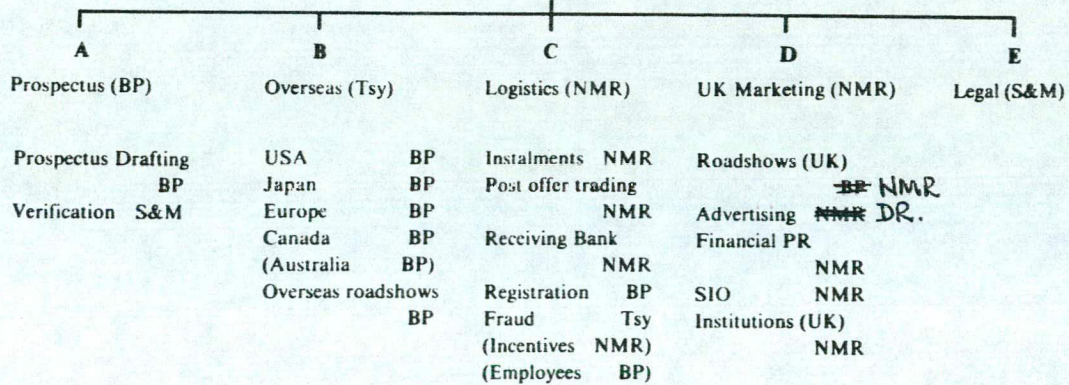 A
Prospectus (BP)
Prospectus Drafting
BP
Verification S&M
B
Overseas (Tsy)
USA BP
Japan BP
Europe BP
Canada BP
(Australia BP)
Overseas roadshows
BP
C
Logistics (NMR)
Instalments NMR
Post offer trading
NMR
Receiving Bank
NMR
Registration BP
Fraud Tsy
(Incentives NMR)
(Employees BP)
D
UK Marketing (NMR)
Roadshows (UK)
BP NMR
Advertising NMR DR.
Financial PR
NMR
SIO NMR
Institutions (UK)
NMR
E
Legal (S&M)